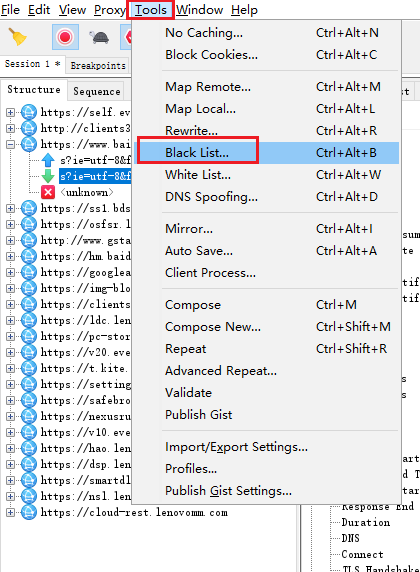 File Edit View Proxy Tools Window Help
Session 1 * Breakpoints
Structure Sequence
https://self.ev
http://clients3
https://www.bai
s?ie=utf-8&f
s?ie=utf-8&f
<unknown>
https://ss1.bds
https://osfsr.l
http://www.gsta
https://hm.baid
https://googlea
https://img-blo
https://clients
https://ldc.len
https://pc-stor
https://v20.eve
https://t.kite.
https://setting
https://safebro
https://nexusru
https://v10.eve
https://hao.len
https://dsp.len
https://smartdl
https://nsl.len
https://cloud-rest.lenovomm.com
No Caching... Ctrl+Alt+N
Block Cookies... Ctrl+Alt+C
Map Remote... Ctrl+Alt+M
Map Local... Ctrl+Alt+L
Rewrite... Ctrl+Alt+R
Black List... Ctrl+Alt+B
White List... Ctrl+Alt+W
DNS Spoofing... Ctrl+Alt+D
Mirror... Ctrl+Alt+I
Auto Save... Ctrl+Alt+A
Client Process...
Compose Ctrl+M
Compose New... Ctrl+Shift+M
Repeat Ctrl+Shift+R
Advanced Repeat...
Validate
Publish Gist
Import/Export Settings...
Profiles...
Publish Gist Settings...
Response End
Duration
DNS
Connect
TLS Handshake